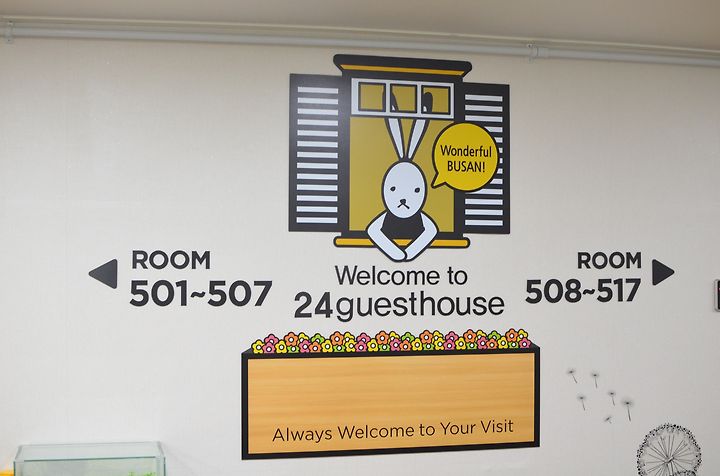 Wonderful
BUSAN!
ROOM
501~507
Welcome to
24guesthouse
ROOM
508~517
Always Welcome to Your Visit